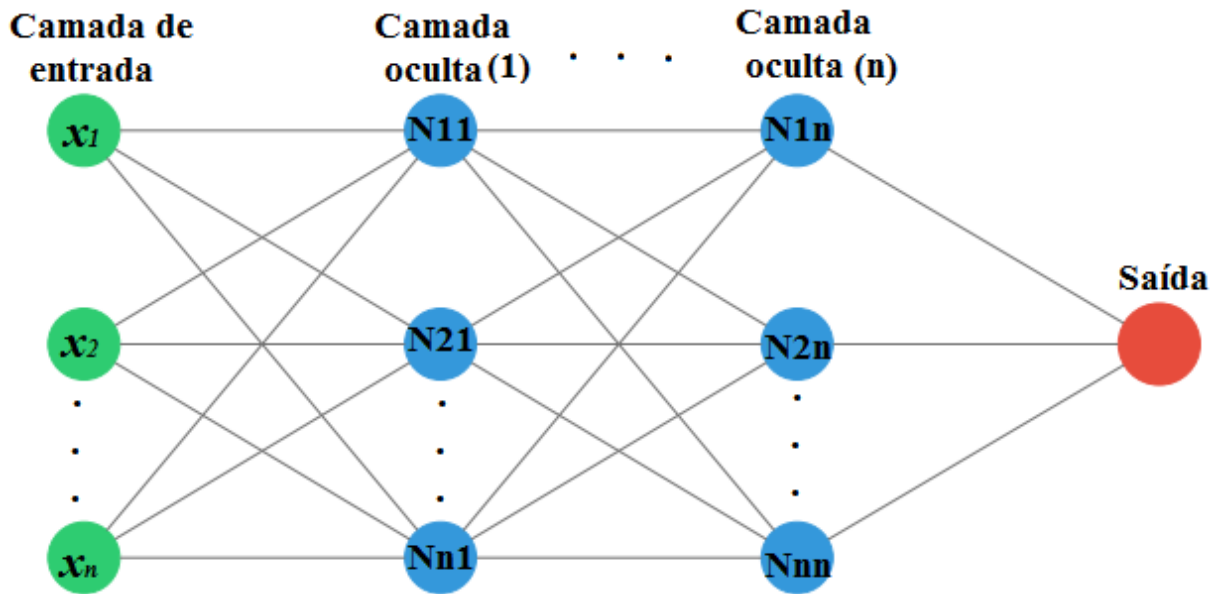 Camada de
entrada
Camada
oculta (1)
. . .
Camada
oculta (n)
x1
N11
N1n
Saída
x2
N21
N2n
xn
Nn1
Nnn